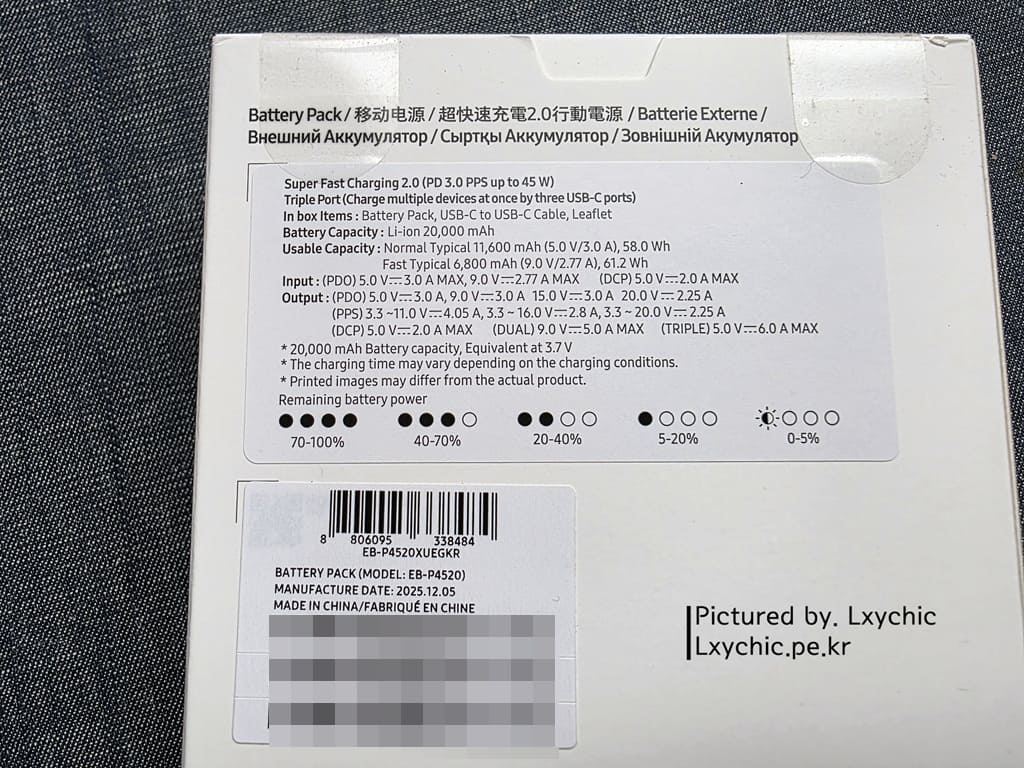 Battery Pack / 移动电源 / 超快速充電2.0行動電源 / Batterie Externe /
Внешний Аккумулятор / Сыртқы Аккумулятор / Зовнішній Акумулятор
Super Fast Charging 2.0 (PD 3.0 PPS up to 45 W)
Triple Port (Charge multiple devices at once by three USB-C ports)
In box Items : Battery Pack, USB-C to USB-C Cable, Leaflet
Battery Capacity : Li-ion 20,000 mAh
Usable Capacity : Normal Typical 11,600 mAh (5.0 V/3.0 A), 58.0 Wh
Fast Typical 6,800 mAh (9.0 V/2.77 A), 61.2 Wh
Input : (PDO) 5.0 V⎓3.0 A MAX, 9.0 V⎓2.77 A MAX (DCP) 5.0 V⎓2.0 A MAX
Output : (PDO) 5.0 V⎓3.0 A, 9.0 V⎓3.0 A 15.0 V⎓3.0 A 20.0 V⎓2.25 A
(PPS) 3.3 ~11.0 V⎓4.05 A, 3.3 ~ 16.0 V⎓2.8 A, 3.3 ~ 20.0 V⎓2.25 A
(DCP) 5.0 V⎓2.0 A MAX (DUAL) 9.0 V⎓5.0 A MAX (TRIPLE) 5.0 V⎓6.0 A MAX
* 20,000 mAh Battery capacity, Equivalent at 3.7 V
* The charging time may vary depending on the charging conditions.
* Printed images may differ from the actual product.
Remaining battery power
70-100% 40-70% 20-40% 5-20% 0-5%
8 806095 338484
EB-P4520XUEGKR
BATTERY PACK (MODEL: EB-P4520)
MANUFACTURE DATE: 2025.12.05
MADE IN CHINA/FABRIQUÉ EN CHINE
Pictured by. Lxychic
Lxychic.pe.kr